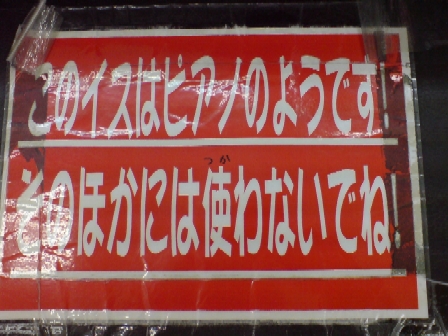 このイスはピアノのようです
つか
そのほかには使わないでね